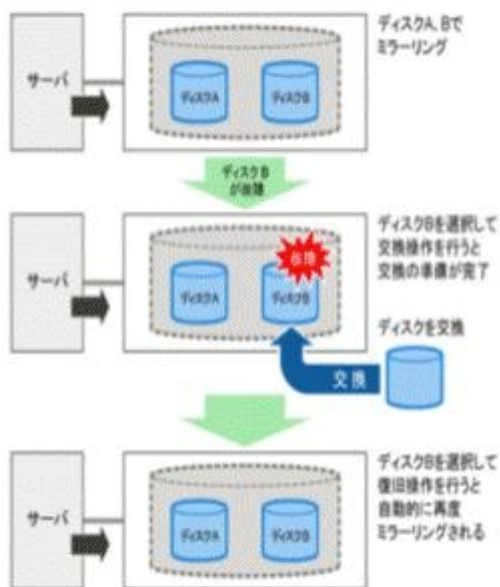 ディスクA, Bで
ミラーリング
サーバ
ディスクA
ディスクB
ディスクB
が故障
ディスクBを選択して
交換操作を行うと
交換の準備が完了
サーバ
故障
ディスクA
ディスクB
ディスクを交換
交換
ディスクBを選択して
復旧操作を行うと
自動的に再度
ミラーリングされる
サーバ
ディスクA
ディスクB